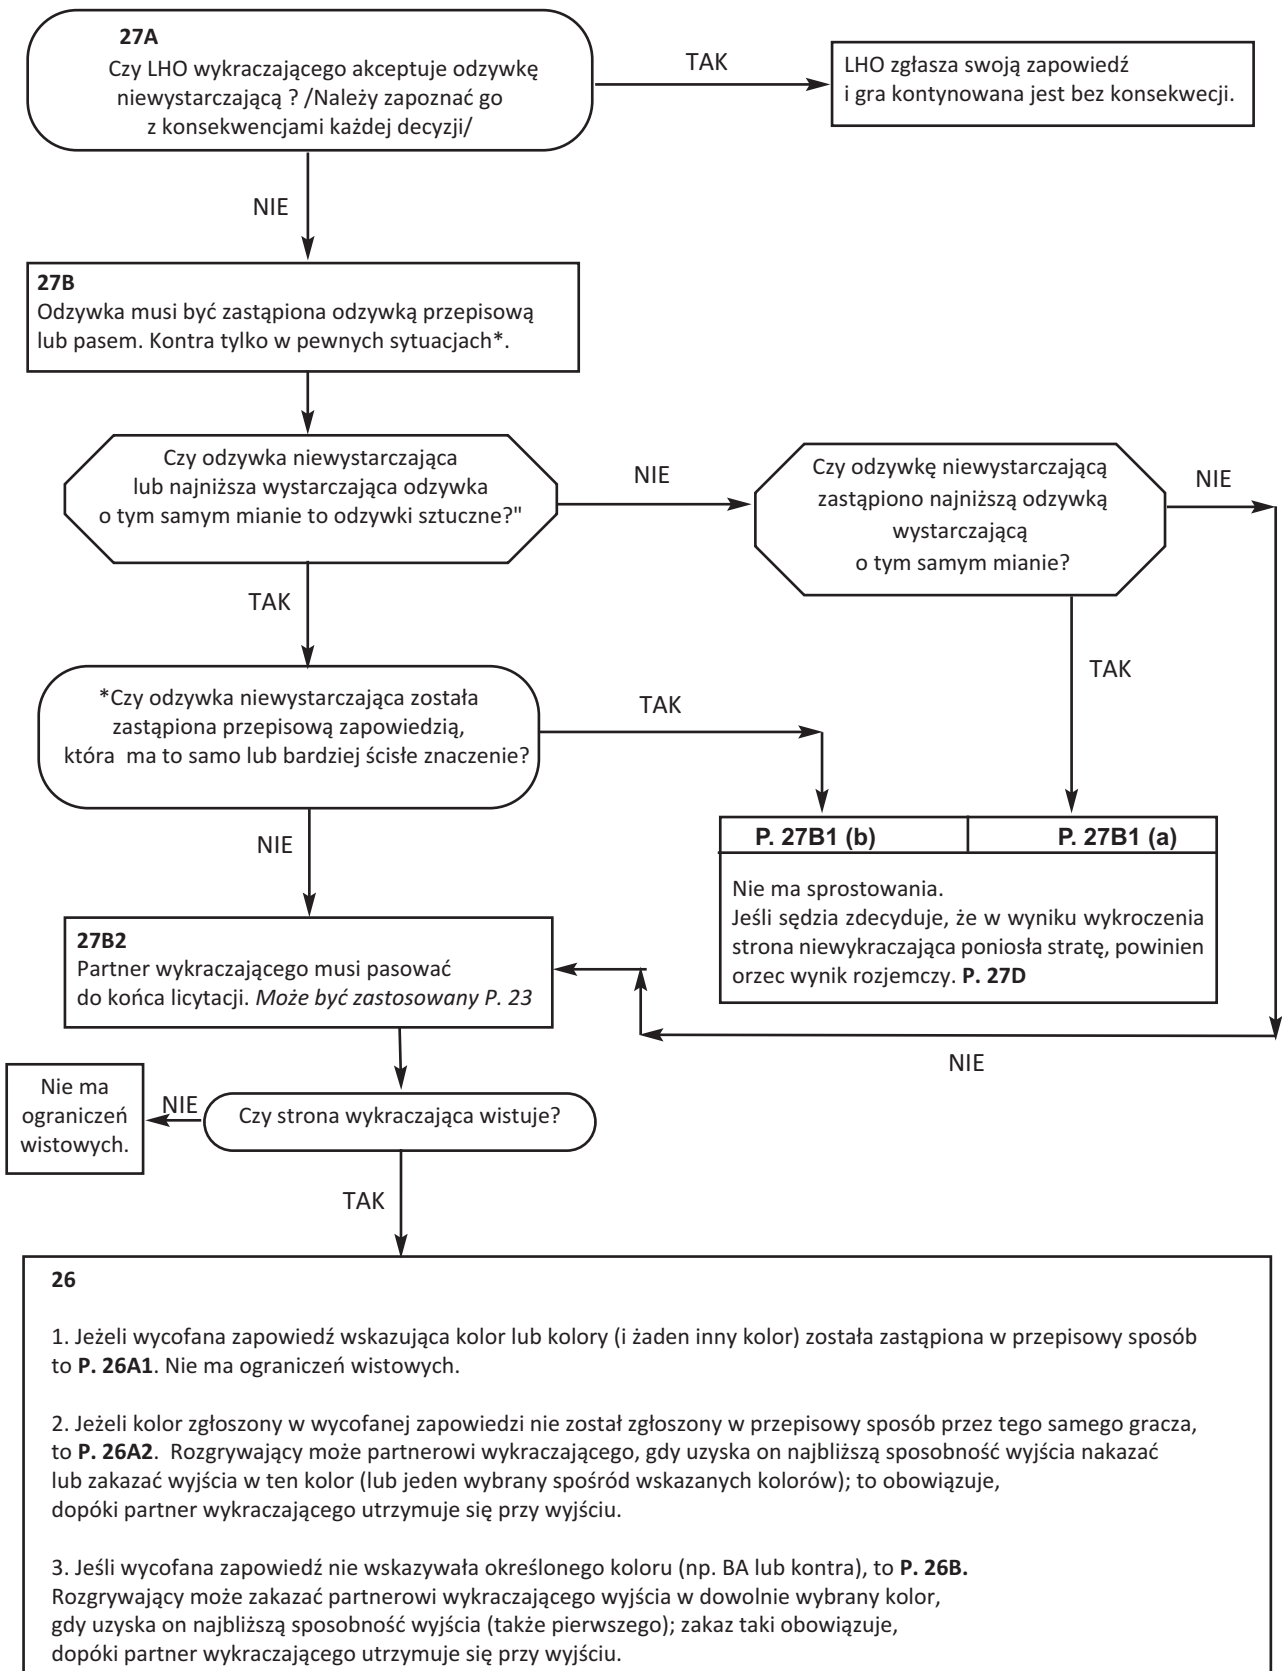 27A
Czy LHO wykraczającego akceptuje odzywkę
niewystarczającą ? /Należy zapoznać go
z konsekwencjami każdej decyzji/
TAK
LHO zgłasza swoją zapowiedź
i gra kontynowana jest bez konsekwecji.
NIE
27B
Odzywka musi być zastąpiona odzywką przepisową
lub pasem. Kontra tylko w pewnych sytuacjach*.
Czy odzywka niewystarczająca
lub najniższa wystarczająca odzywka
o tym samym mianie to odzywki sztuczne?"
NIE
Czy odzywkę niewystarczającą
zastąpiono najniższą odzywką
wystarczającą
o tym samym mianie?
NIE
TAK
TAK
*Czy odzywka niewystarczająca została
zastąpiona przepisową zapowiedzią,
która ma to samo lub bardziej ścisłe znaczenie?
TAK
NIE
P. 27B1 (b)
P. 27B1 (a)
Nie ma sprostowania.
Jeśli sędzia zdecyduje, że w wyniku wykroczenia
strona niewykraczająca poniosła stratę, powinien
orzec wynik rozjemczy. P. 27D
27B2
Partner wykraczającego musi pasować
do końca licytacji. Może być zastosowany P. 23
NIE
Nie ma
ograniczeń
wistowych.
NIE
Czy strona wykraczająca wistuje?
TAK
26
1. Jeżeli wycofana zapowiedź wskazująca kolor lub kolory (i żaden inny kolor) została zastąpiona w przepisowy sposób
to P. 26A1. Nie ma ograniczeń wistowych.
2. Jeżeli kolor zgłoszony w wycofanej zapowiedzi nie został zgłoszony w przepisowy sposób przez tego samego gracza,
to P. 26A2. Rozgrywający może partnerowi wykraczającego, gdy uzyska on najbliższą sposobność wyjścia nakazać
lub zakazać wyjścia w ten kolor (lub jeden wybrany spośród wskazanych kolorów); to obowiązuje,
dopóki partner wykraczającego utrzymuje się przy wyjściu.
3. Jeśli wycofana zapowiedź nie wskazywała określonego koloru (np. BA lub kontra), to P. 26B.
Rozgrywający może zakazać partnerowi wykraczającego wyjścia w dowolnie wybrany kolor,
gdy uzyska on najbliższą sposobność wyjścia (także pierwszego); zakaz taki obowiązuje,
dopóki partner wykraczającego utrzymuje się przy wyjściu.